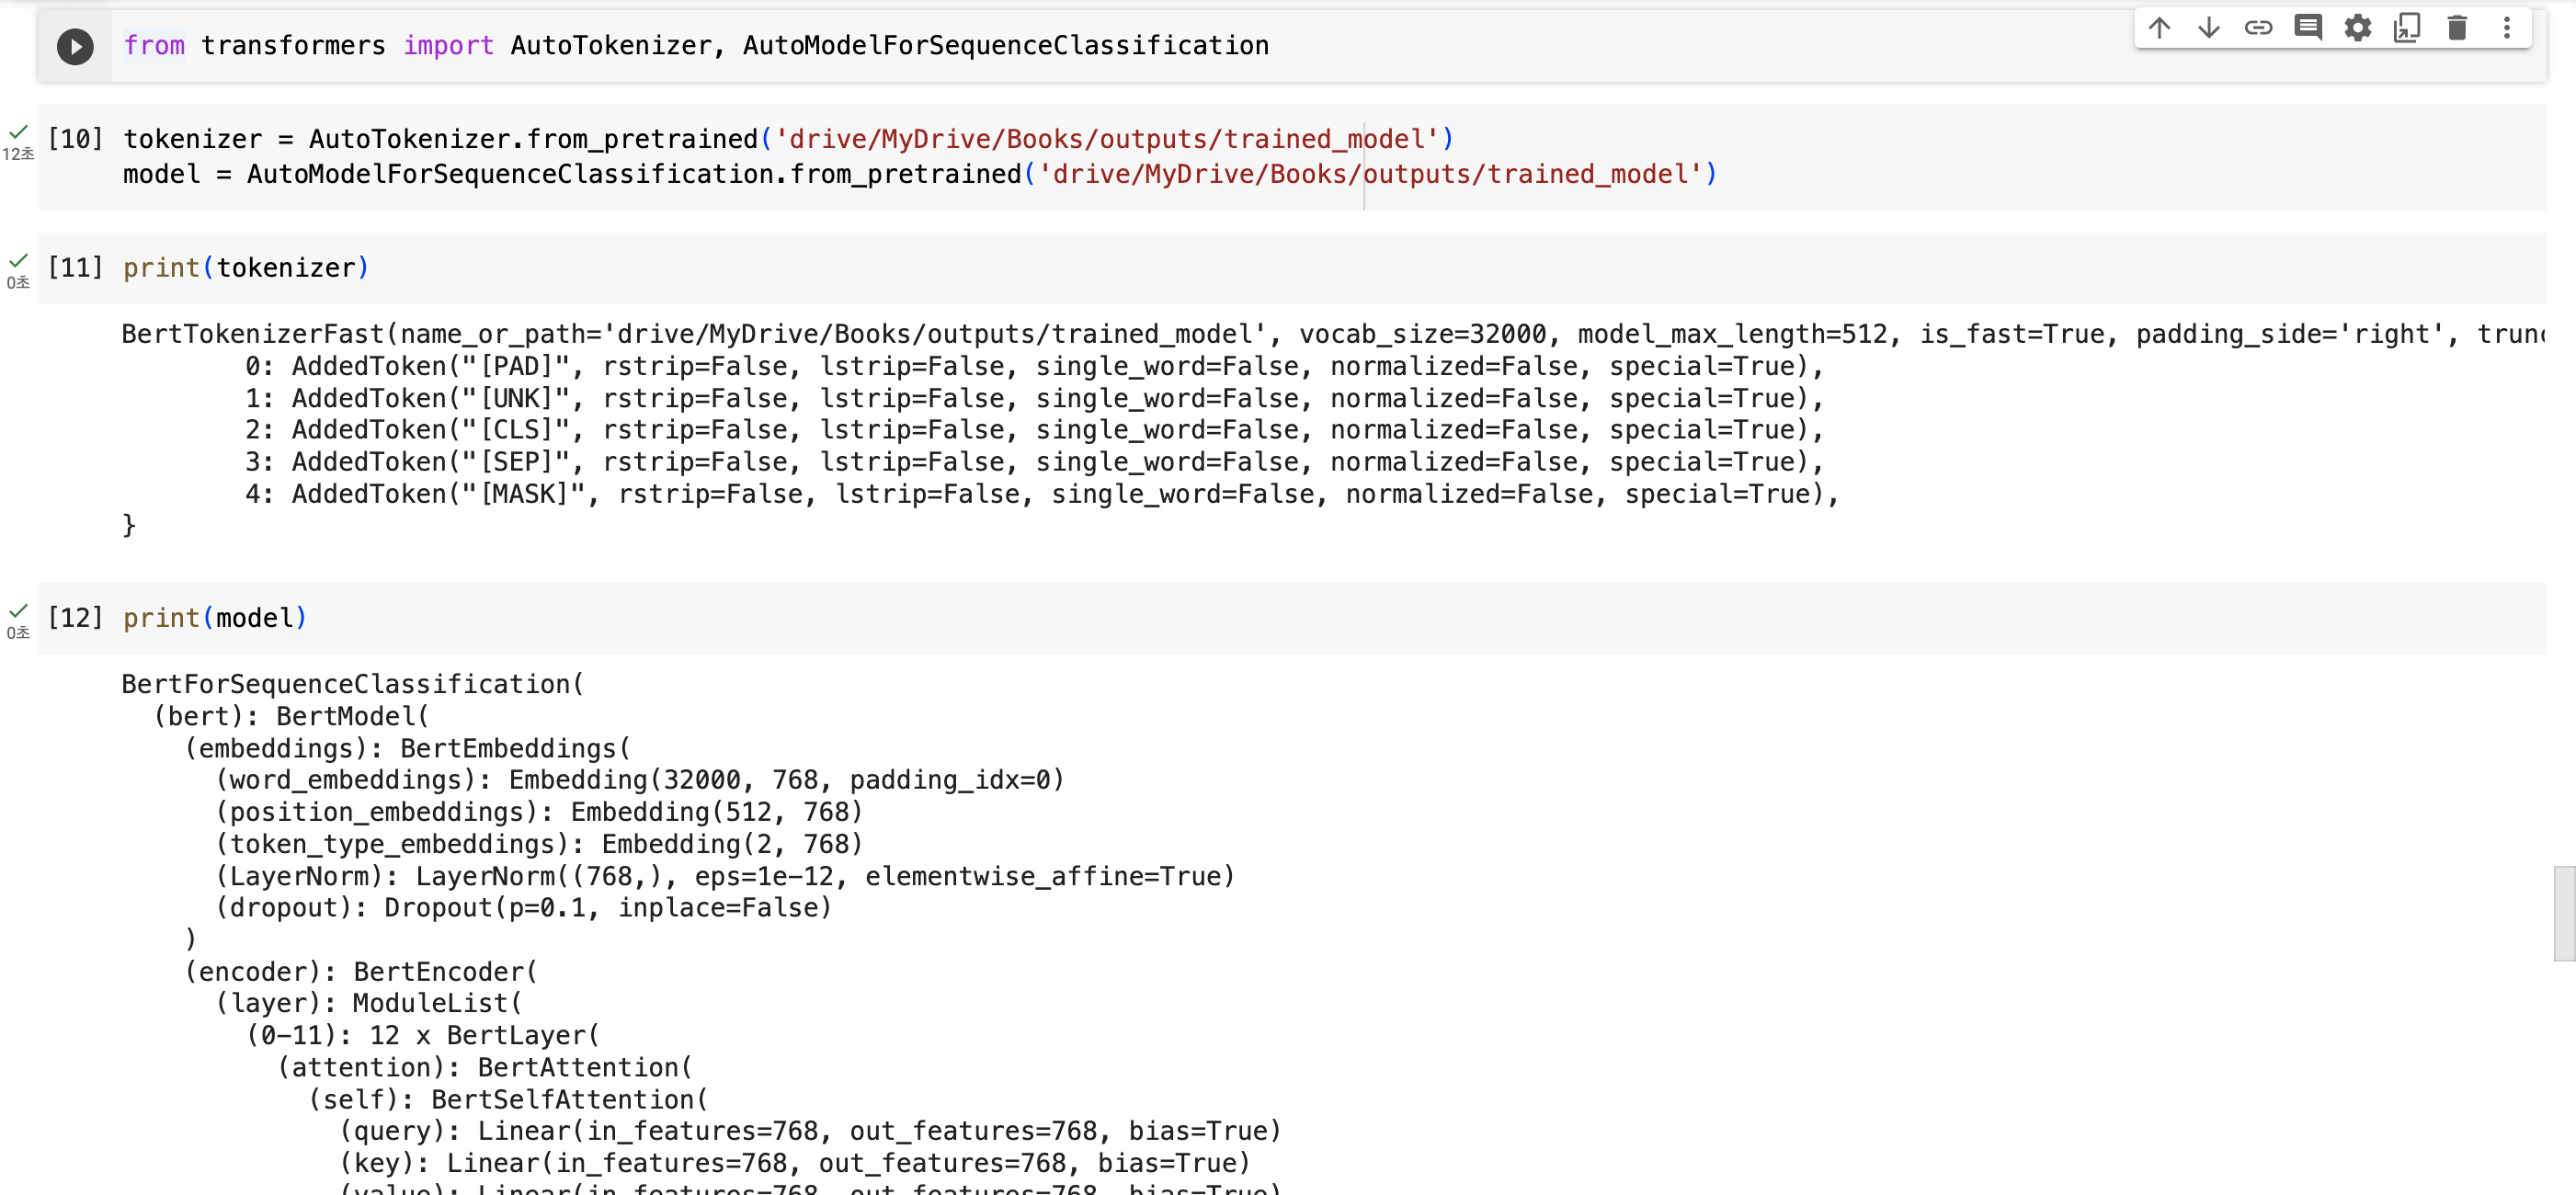 from transformers import AutoTokenizer, AutoModelForSequenceClassification
[10] tokenizer = AutoTokenizer.from_pretrained('drive/MyDrive/Books/outputs/trained_model')
12초 model = AutoModelForSequenceClassification.from_pretrained('drive/MyDrive/Books/outputs/trained_model')
[11] print(tokenizer)
0초
BertTokenizerFast(name_or_path='drive/MyDrive/Books/outputs/trained_model', vocab_size=32000, model_max_length=512, is_fast=True, padding_side='right',
0: AddedToken("[PAD]", rstrip=False, lstrip=False, single_word=False, normalized=False, special=True),
1: AddedToken("[UNK]", rstrip=False, lstrip=False, single_word=False, normalized=False, special=True),
2: AddedToken("[CLS]", rstrip=False, lstrip=False, single_word=False, normalized=False, special=True),
3: AddedToken("[SEP]", rstrip=False, lstrip=False, single_word=False, normalized=False, special=True),
4: AddedToken("[MASK]", rstrip=False, lstrip=False, single_word=False, normalized=False, special=True),
}
[12] print(model)
0초
BertForSequenceClassification(
(bert): BertModel(
(embeddings): BertEmbeddings(
(word_embeddings): Embedding(32000, 768, padding_idx=0)
(position_embeddings): Embedding(512, 768)
(token_type_embeddings): Embedding(2, 768)
(LayerNorm): LayerNorm((768,), eps=1e-12, elementwise_affine=True)
(dropout): Dropout(p=0.1, inplace=False)
)
(encoder): BertEncoder(
(layer): ModuleList(
(0-11): 12 x BertLayer(
(attention): BertAttention(
(self): BertSelfAttention(
(query): Linear(in_features=768, out_features=768, bias=True)
(key): Linear(in_features=768, out_features=768, bias=True)
(value): Linear(in_features=768, out_features=768, bias=True)